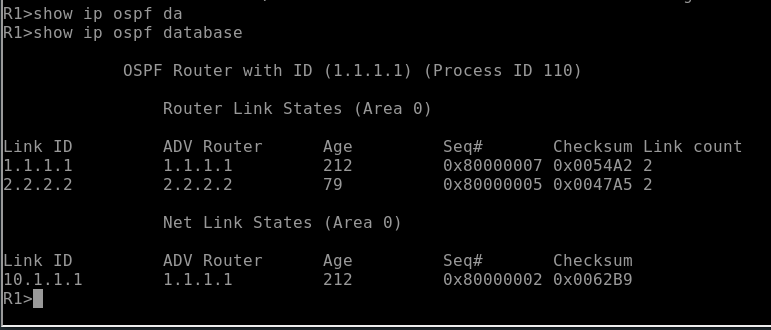 R1>show ip ospf da
R1>show ip ospf database
OSPF Router with ID (1.1.1.1) (Process ID 110)
Router Link States (Area 0)
Link ID ADV Router Age Seq# Checksum Link count
1.1.1.1 1.1.1.1 212 0x80000007 0x0054A2 2
2.2.2.2 2.2.2.2 79 0x80000005 0x0047A5 2
Net Link States (Area 0)
Link ID ADV Router Age Seq# Checksum
10.1.1.1 1.1.1.1 212 0x80000002 0x0062B9
R1>